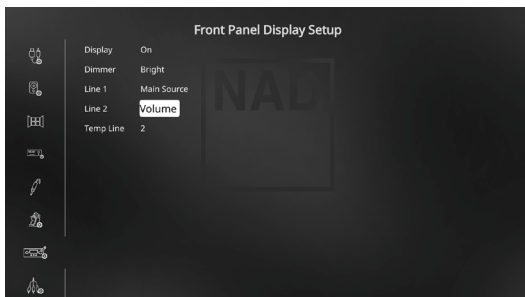 Front Panel Display Setup
Display On
Dimmer Bright
Line 1 Main Source
Line 2 Volume
Temp Line 2
NAD